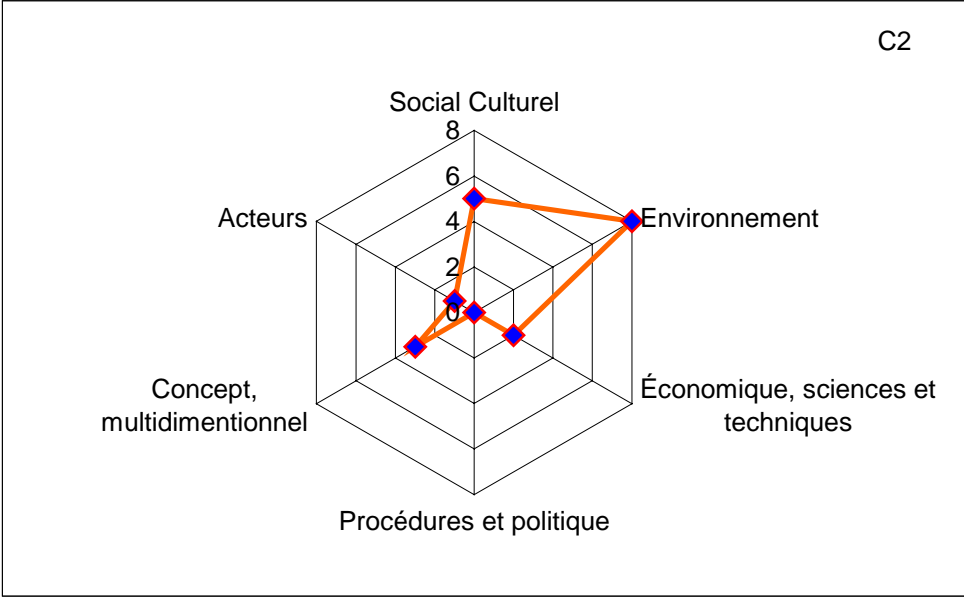 C2
Social Culturel
8
6
4
2
0
Acteurs
Environnement
Concept,
multidimentionnel
Économique, sciences et
techniques
Procédures et politique